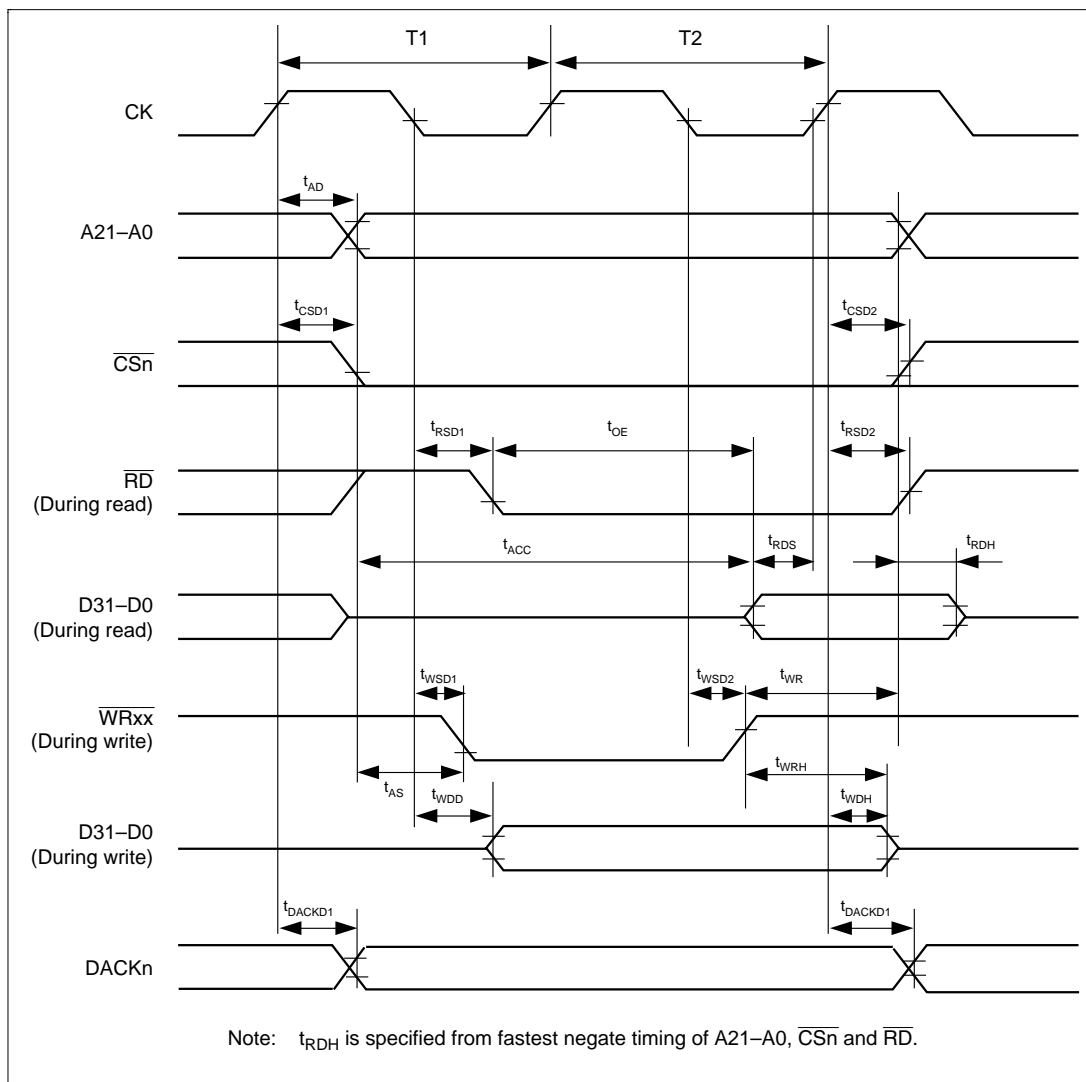 T1 T2
CK
tAD
A21–A0
tCSD1 tCSD2
CSn
tRSD1 tOE tRSD2
RD
(During read)
tACC tRDS tRDH
D31–D0
(During read)
tWSD1 tWSD2 tWR
WRxx
(During write)
tAS tWDD tWRH tWDH
D31–D0
(During write)
tDACKD1 tDACKD1
DACKn
Note: tRDH is specified from fastest negate timing of A21–A0, CSn and RD.